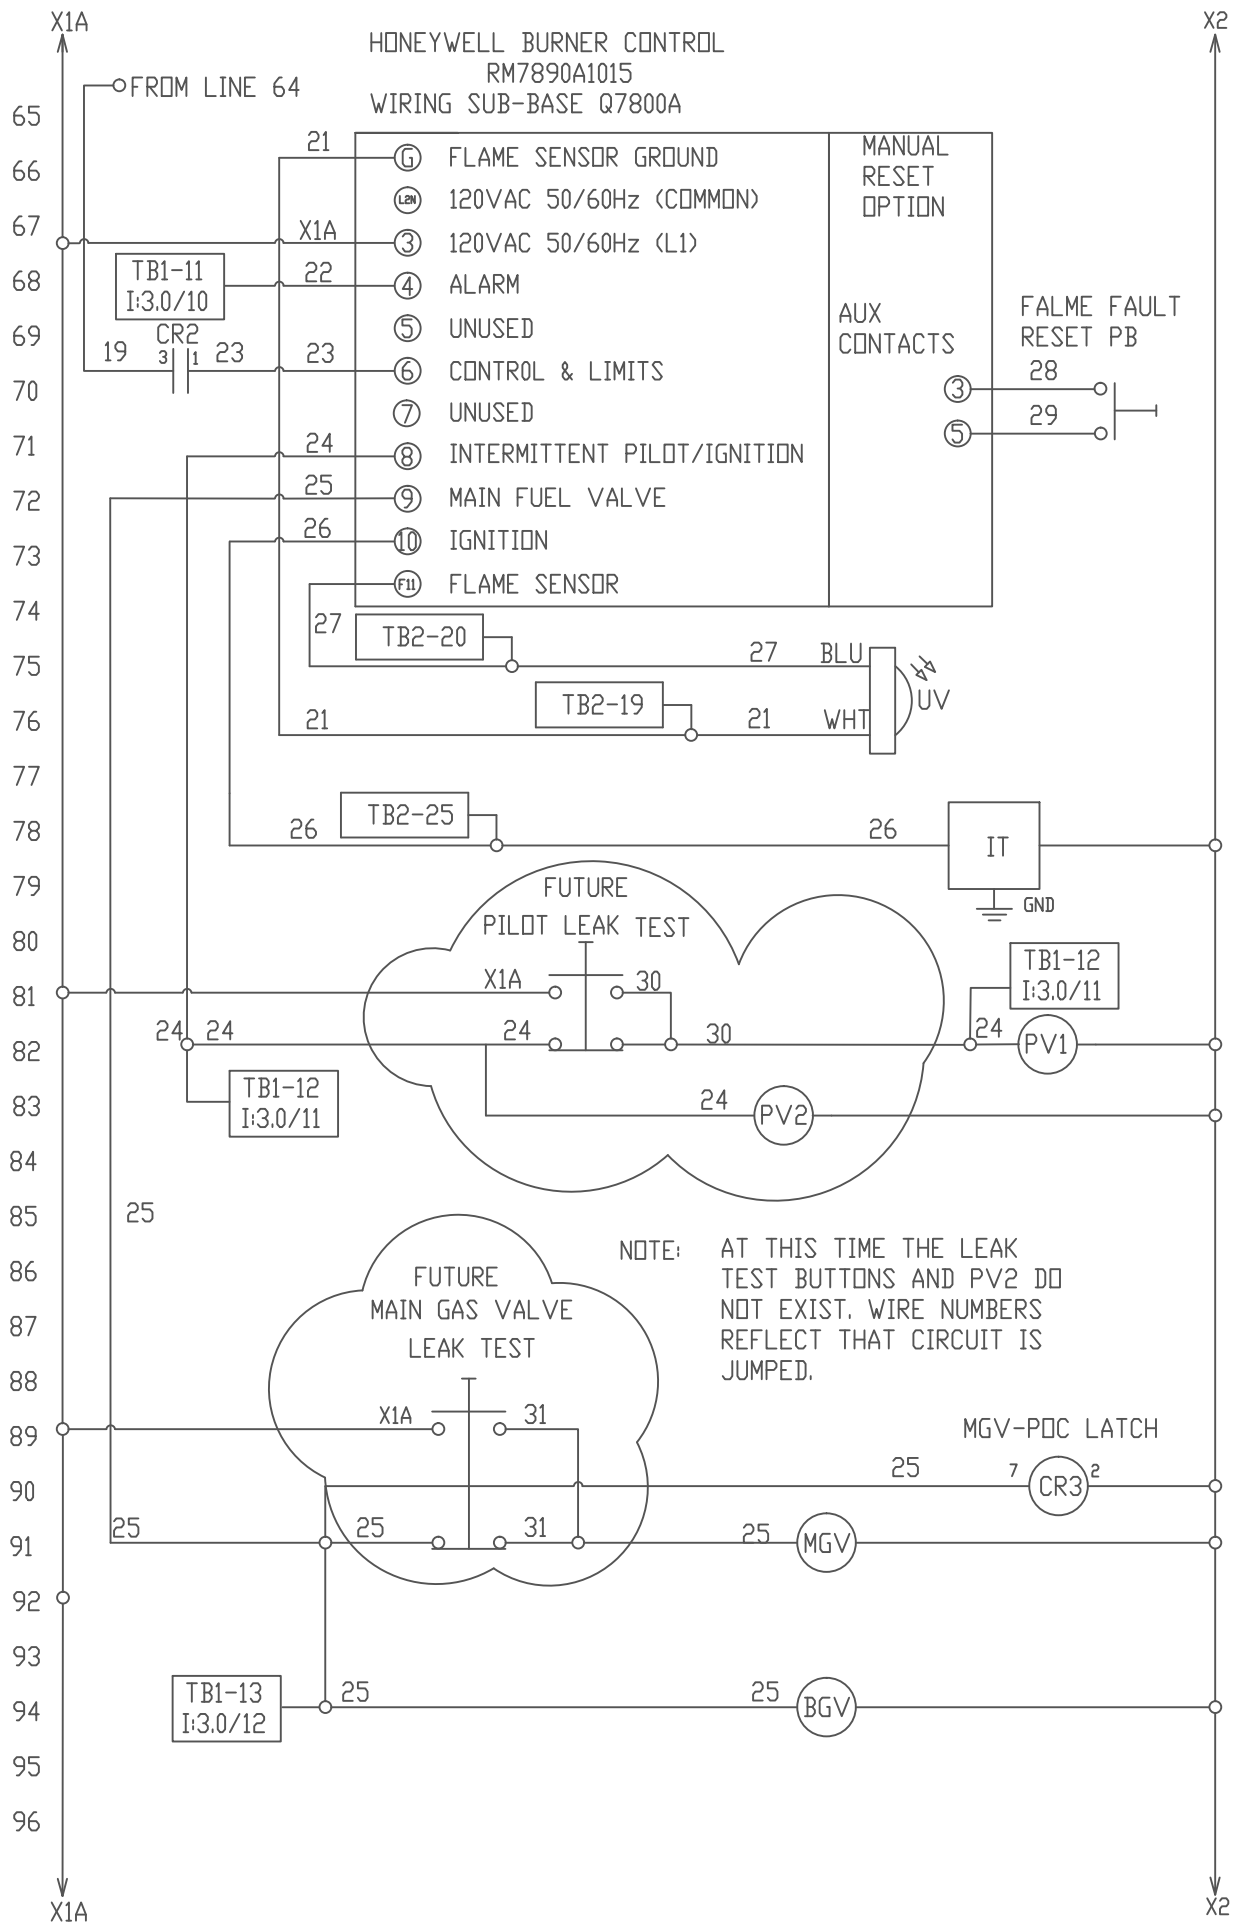 X1A
X2
HONEYWELL BURNER CONTROL
RM7890A1015
WIRING SUB-BASE Q7800A
FROM LINE 64
65
21
G FLAME SENSOR GROUND
MANUAL
RESET
OPTION
66
L2N 120VAC 50/60Hz (COMMON)
67
X1A
3 120VAC 50/60Hz (L1)
68
TB1-11
I:3.0/10
22
4 ALARM
69
5 UNUSED
AUX
CONTACTS
FALME FAULT
RESET PB
CR2
19
3
1
23
23
6 CONTROL & LIMITS
3
28
70
7 UNUSED
5
29
71
24
8 INTERMITTENT PILOT/IGNITION
72
25
9 MAIN FUEL VALVE
73
26
10 IGNITION
F11 FLAME SENSOR
74
27
TB2-20
75
27
BLU
UV
76
TB2-19
21
21
WHT
77
78
TB2-25
26
26
IT
79
GND
FUTURE
PILOT LEAK TEST
80
81
X1A
30
TB1-12
I:3.0/11
82
24
24
24
30
24
PV1
83
TB1-12
I:3.0/11
24
PV2
84
85
25
86
NOTE:
AT THIS TIME THE LEAK
TEST BUTTONS AND PV2 DO
NOT EXIST. WIRE NUMBERS
REFLECT THAT CIRCUIT IS
JUMPED.
FUTURE
MAIN GAS VALVE
LEAK TEST
87
88
89
X1A
31
MGV-POC LATCH
90
25
7
CR3
2
91
25
25
31
25
MGV
92
93
94
TB1-13
I:3.0/12
25
25
BGV
95
96
X1A
X2